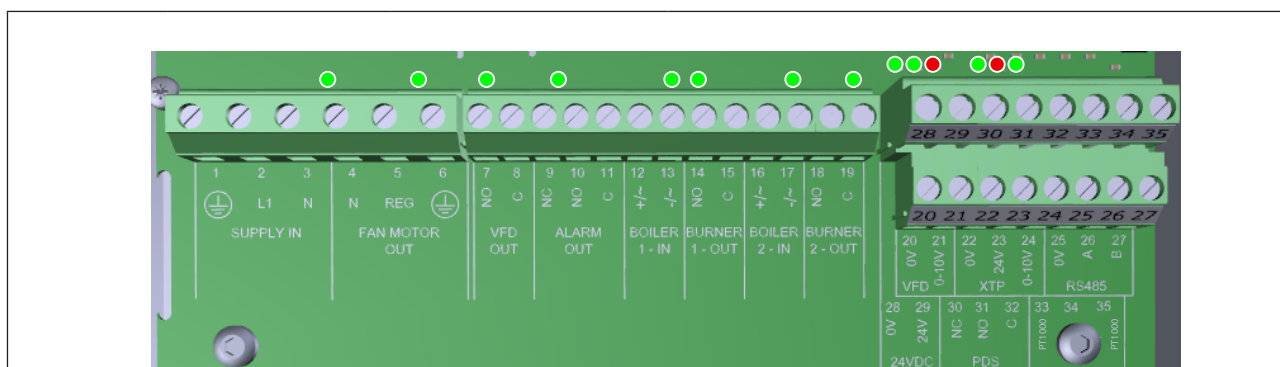 28 29 30 31 32 33 34 35
20 21 22 23 24 25 26 27
1 2 3 4 5 6 7 8 9 10 11 12 13 14 15 16 17 18 19
L1 N N REG NO C NC NO C +/~ -/~ NO C +/~ -/~ NO C
SUPPLY IN
FAN MOTOR
OUT
VFD
OUT
ALARM
OUT
BOILER
1 - IN
BURNER
1 - OUT
BOILER
2 - IN
BURNER
2 - OUT
20 21 22 23 24 25 26 27
0V 0-10V 0V 24V 0-10V 0V A B
VFD XTP RS485
28 29 30 31 32 33 34 35
0V 24V NC NO C PT1000 PT1000
24VDC PDS